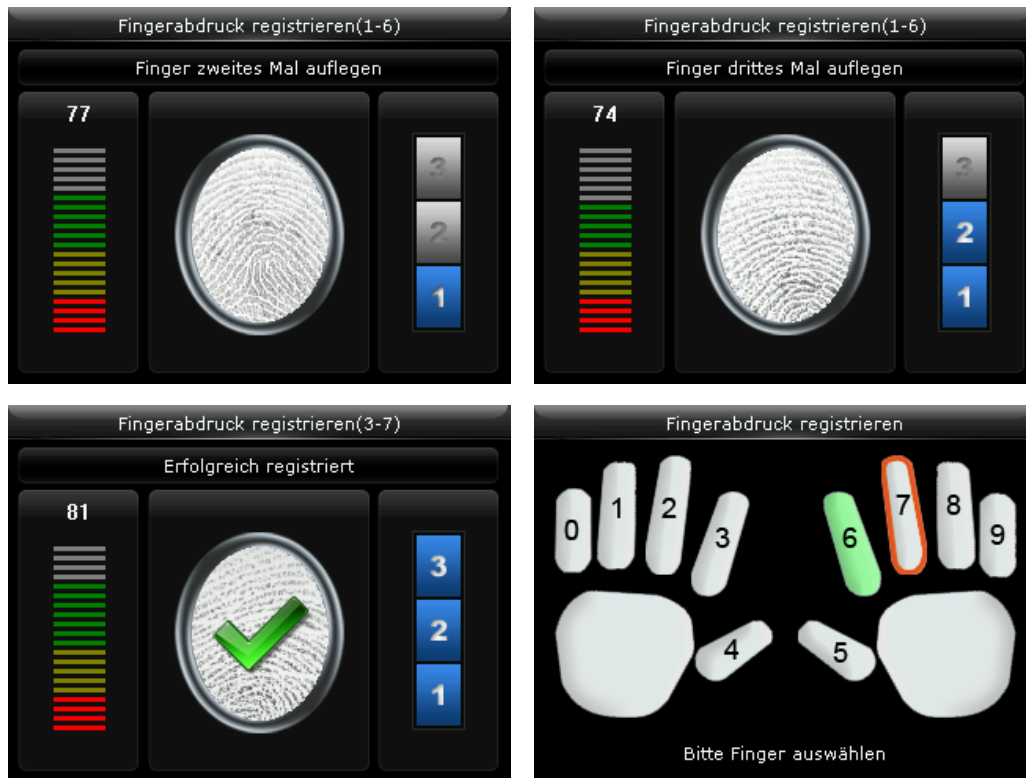 Fingerabdruck registrieren(1-6)
Finger zweites Mal auflegen
77
3
2
1
Fingerabdruck registrieren(1-6)
Finger drittes Mal auflegen
74
3
2
1
Fingerabdruck registrieren(3-7)
Erfolgreich registriert
81
3
2
1
Fingerabdruck registrieren
0 1 2 3 6 7 8 9
4 5
Bitte Finger auswählen